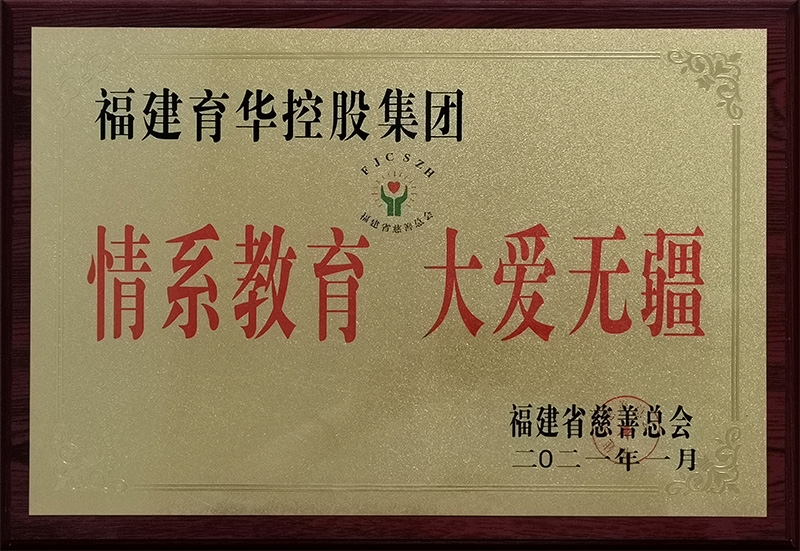 福建育华控股集团
FJCSZH
福建省慈善总会
情系教育 大爱无疆
福建省慈善总会
二〇二一年一月